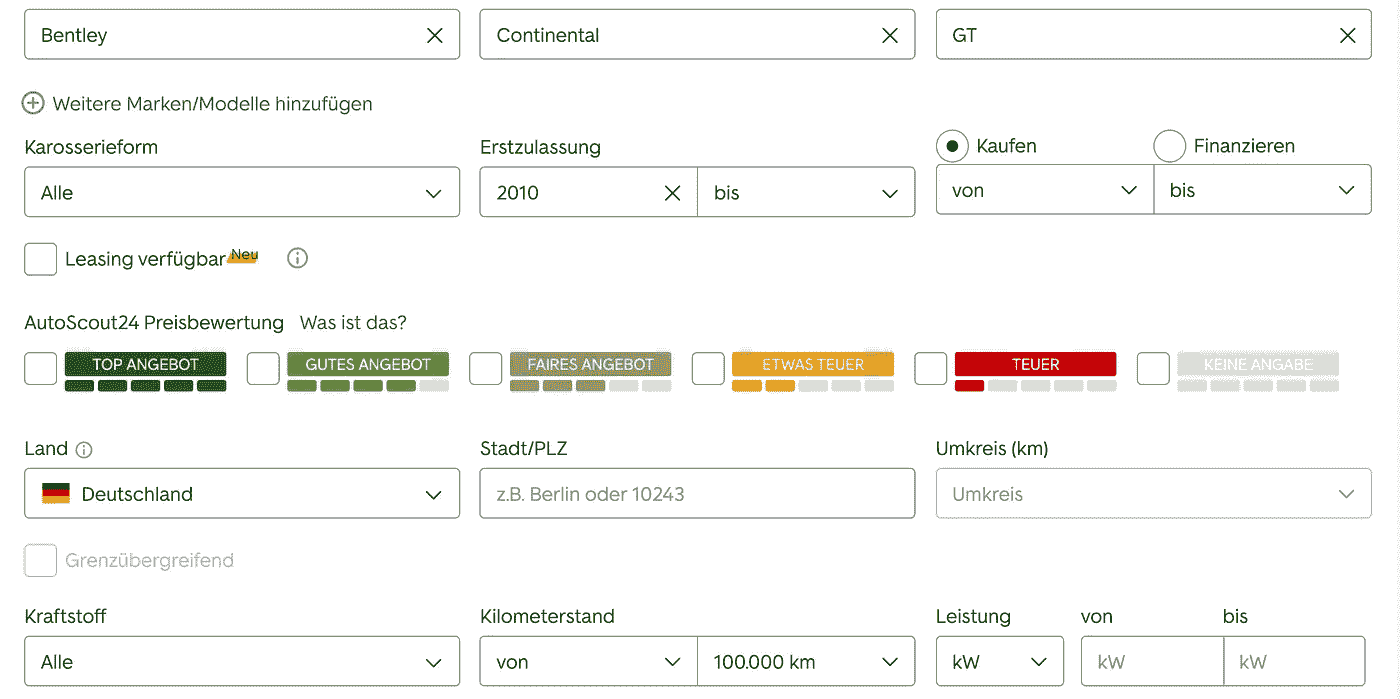 Bentley Continental GT
Weitere Marken/Modelle hinzufügen
Karosserieform Erstzulassung Kaufen Finanzieren
Alle 2010 bis von bis
Leasing verfügbar Neu
AutoScout24 Preisbewertung Was ist das?
TOP ANGEBOT GUTES ANGEBOT FAIRES ANGEBOT ETWAS TEUER TEUER KEINE ANGABE
Land Stadt/PLZ Umkreis (km)
Deutschland z.B. Berlin oder 10243 Umkreis
Grenzübergreifend
Kraftstoff Kilometerstand Leistung von bis
Alle von 100.000 km kW kW kW